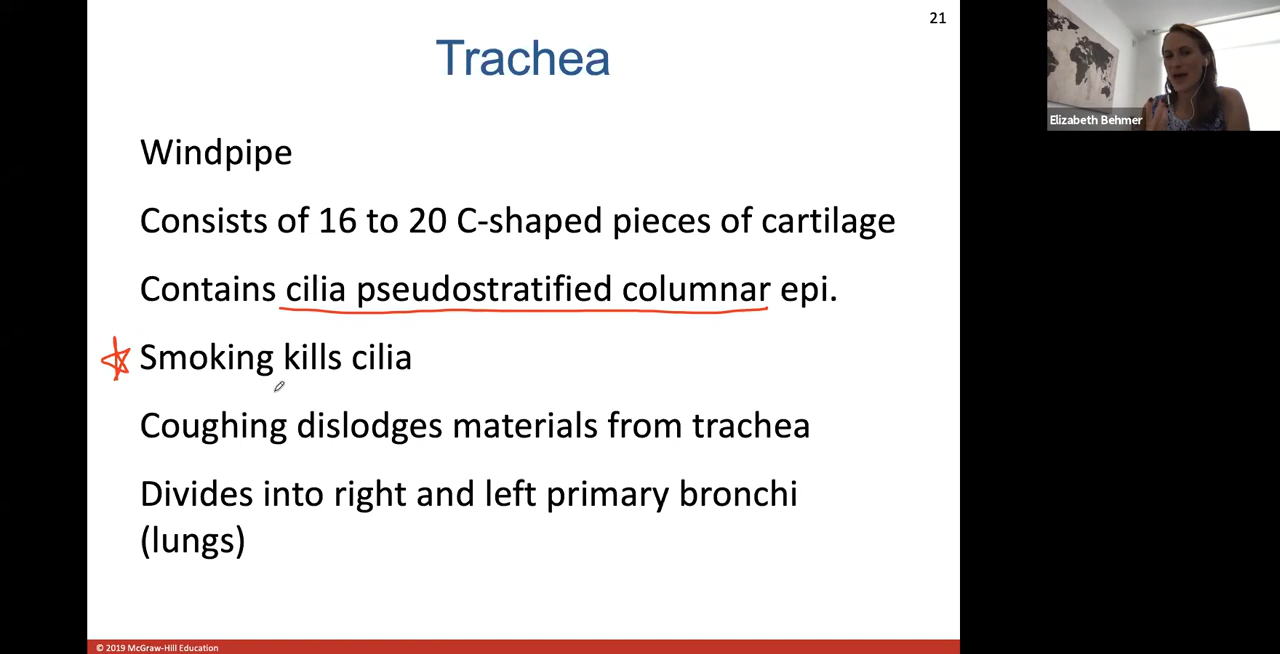 21
Trachea
Elizabeth Behmer
Windpipe
Consists of 16 to 20 C-shaped pieces of cartilage
Contains cilia pseudostratified columnar epi.
Smoking kills cilia
Coughing dislodges materials from trachea
Divides into right and left primary bronchi
(lungs)
© 2019 McGraw-Hill Education